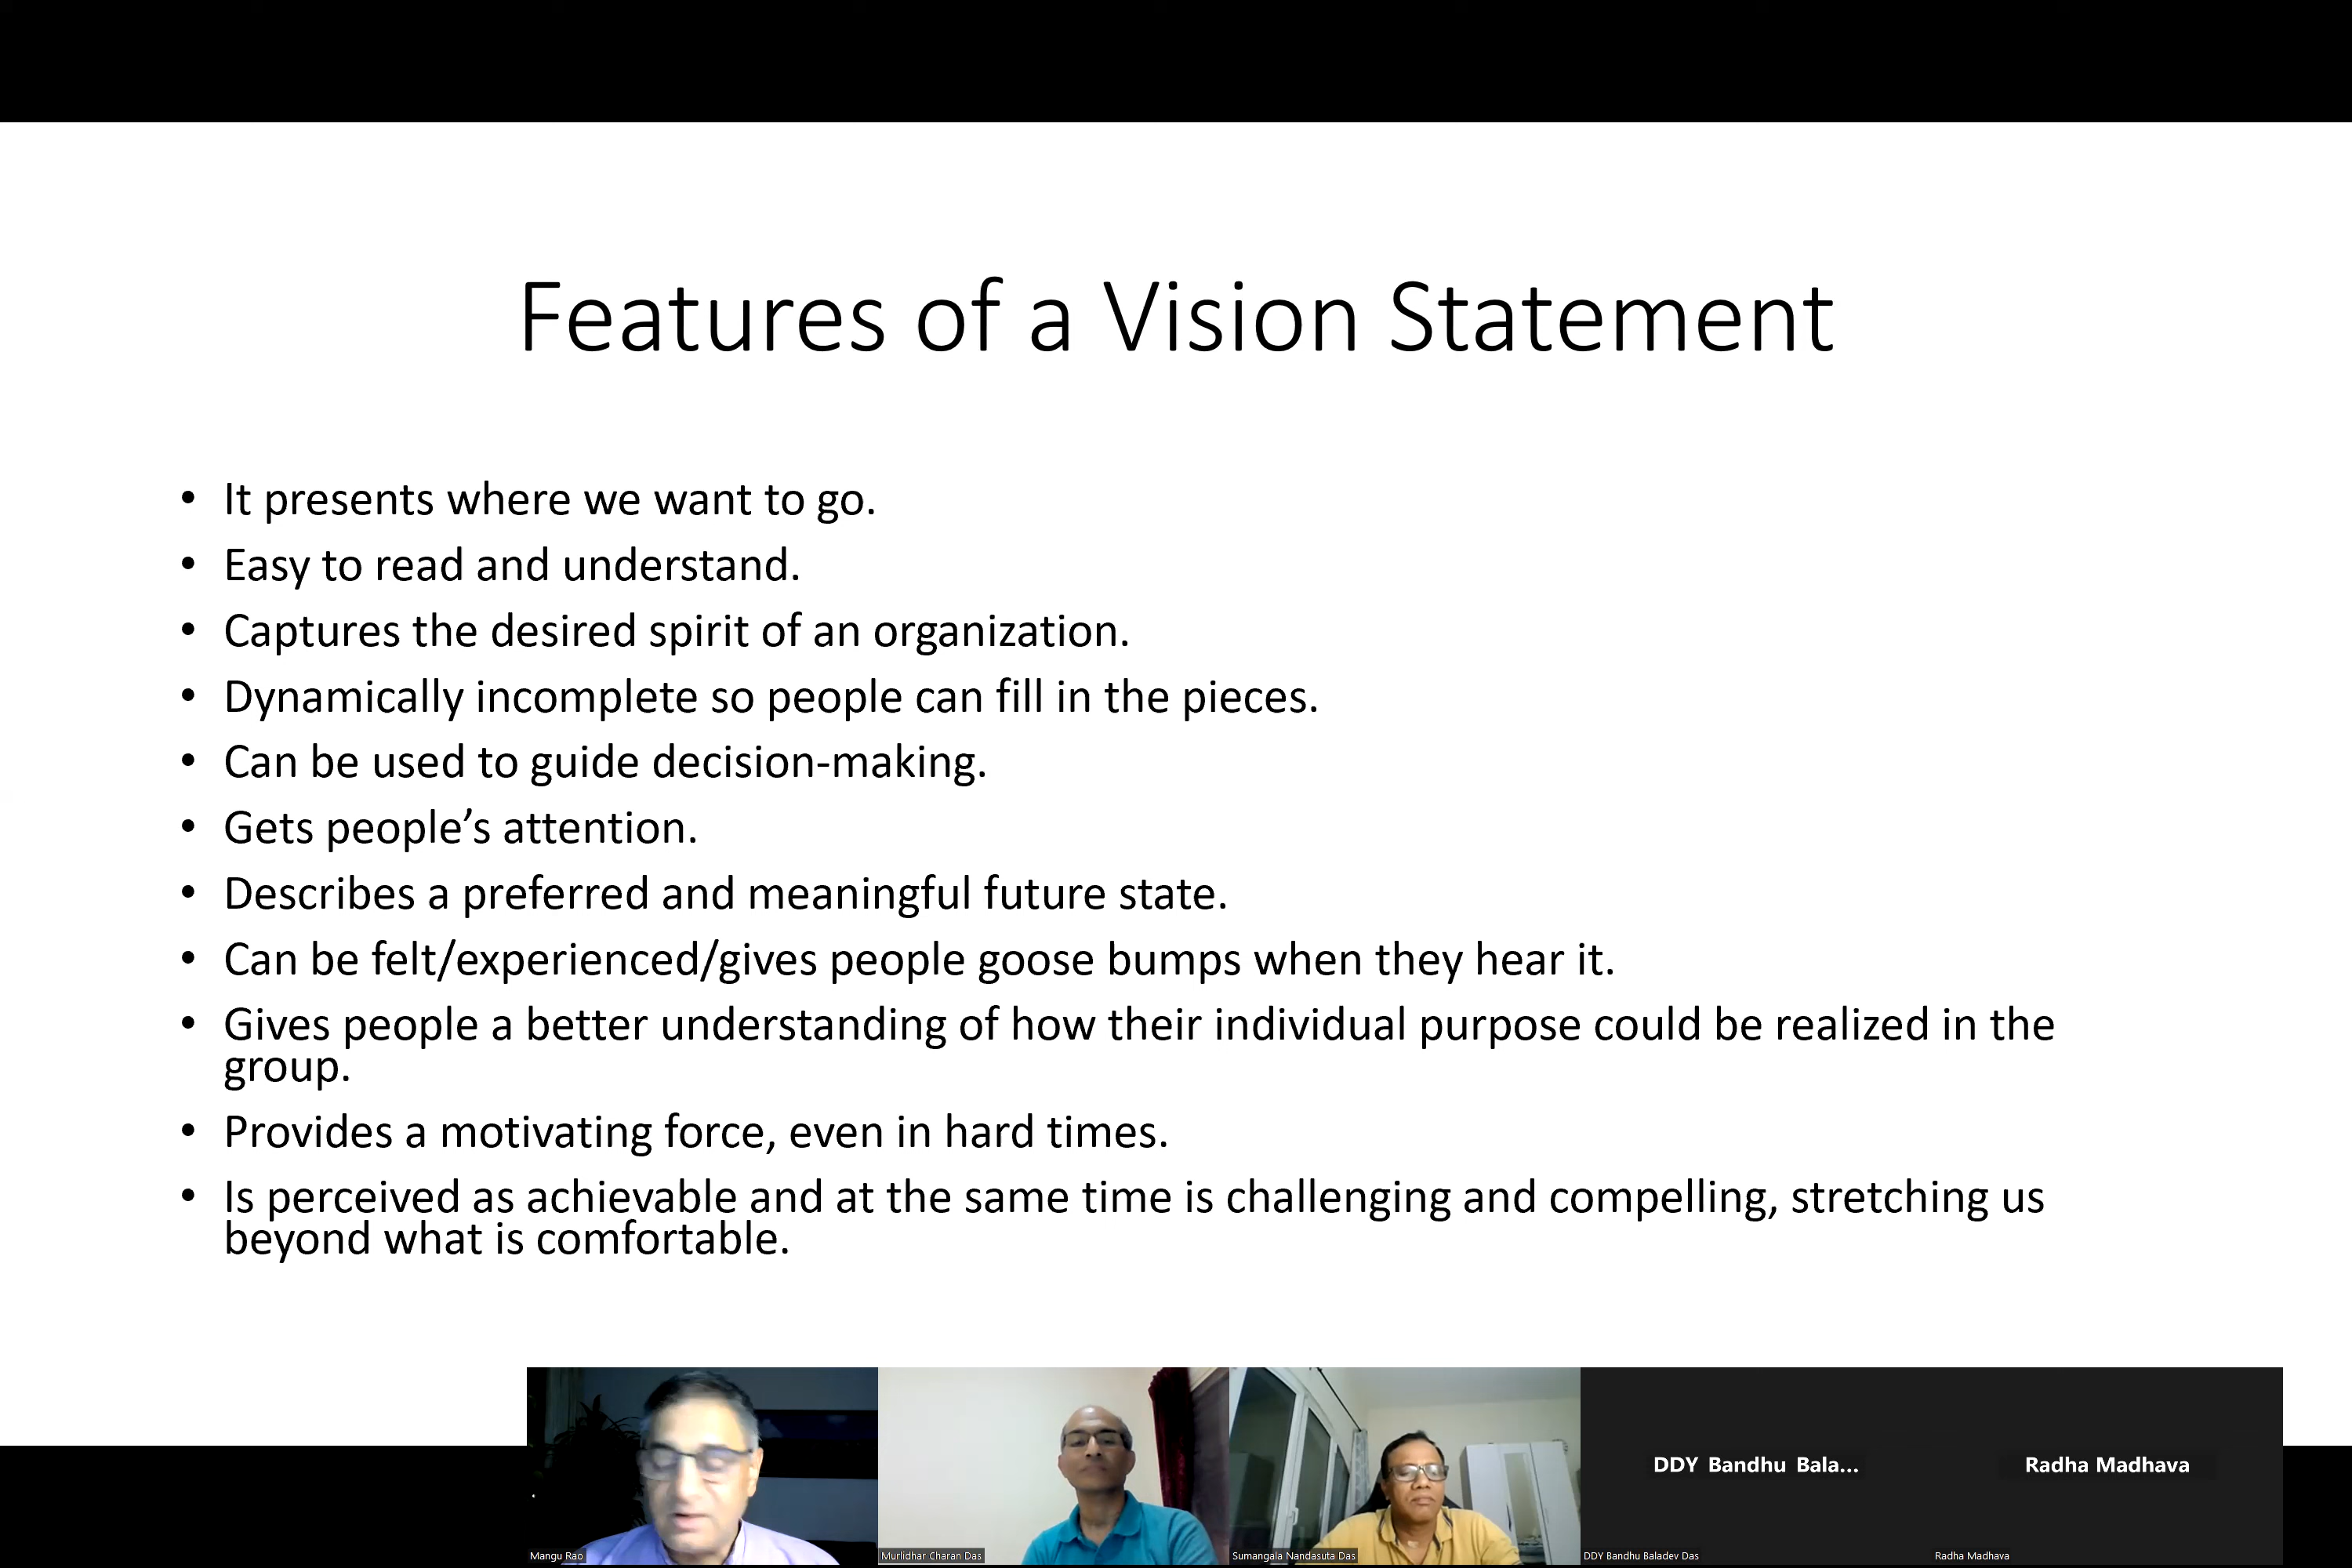 Features of a Vision Statement
• It presents where we want to go.
• Easy to read and understand.
• Captures the desired spirit of an organization.
• Dynamically incomplete so people can fill in the pieces.
• Can be used to guide decision-making.
• Gets people’s attention.
• Describes a preferred and meaningful future state.
• Can be felt/experienced/gives people goose bumps when they hear it.
• Gives people a better understanding of how their individual purpose could be realized in the
group.
• Provides a motivating force, even in hard times.
• Is perceived as achievable and at the same time is challenging and compelling, stretching us
beyond what is comfortable.
DDY Bandhu Bala...
Radha Madhava
Mangu Rao
Murlidhar Charan Das
Sumangala Nandasuta Das
DDY Bandhu Baladev Das
Radha Madhava